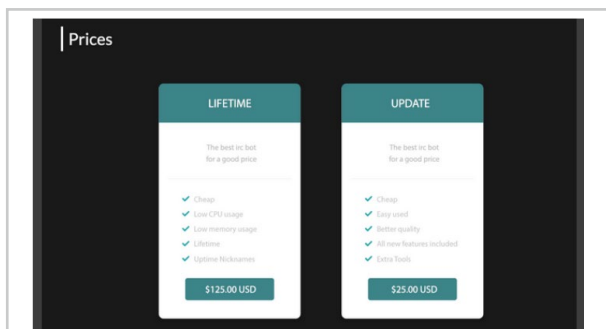 Prices
LIFETIME
The best irc bot
for a good price
Cheap
Low CPU usage
Low memory usage
Lifetime
Uptime Nicknames
$125.00 USD
UPDATE
The best irc bot
for a good price
Cheap
Easy used
Better quality
All new features included
Extra Tools
$25.00 USD